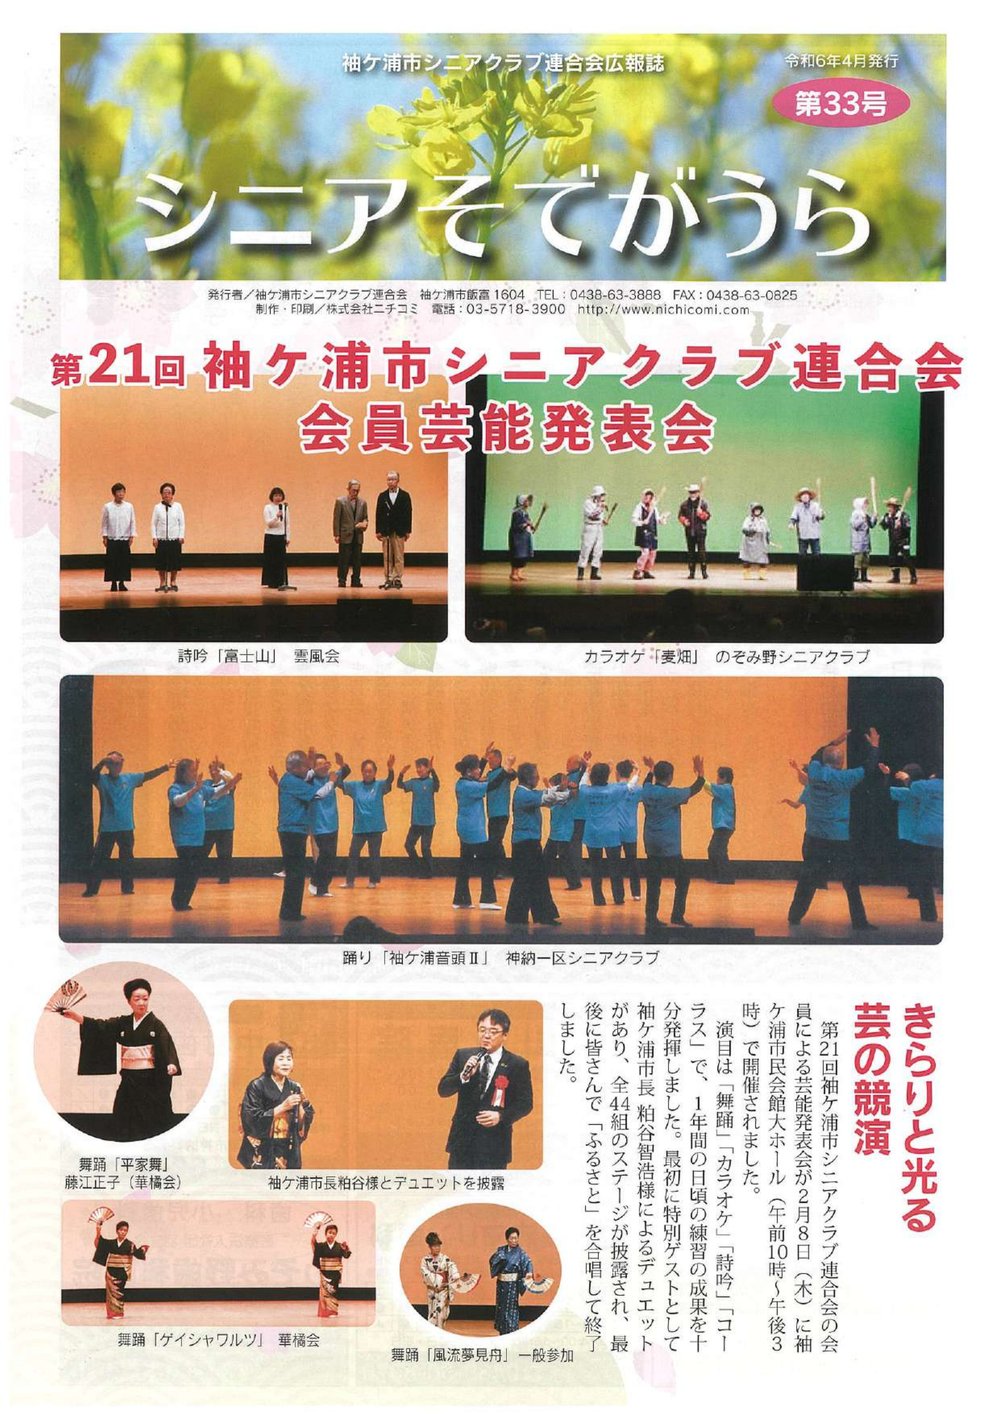 袖ケ浦市シニアクラブ連合会広報誌
令和6年4月発行
第33号
シニアそでがうら
発行者／袖ケ浦市シニアクラブ連合会　袖ケ浦市飯富1604　TEL：0438-63-3888　FAX：0438-63-0825
制作・印刷／株式会社ニチコミ　電話：03-5718-3900　http://www.nichicomi.com
第21回 袖ケ浦市シニアクラブ連合会
会員芸能発表会
詩吟「富士山」　雲風会
カラオケ「麦畑」　のぞみ野シニアクラブ
踊り「袖ケ浦音頭Ⅱ」　神納一区シニアクラブ
きらりと光る
芸の競演
第21回袖ケ浦市シニアクラブ連合会の会
員による芸能発表会が２月８日（木）に袖
ケ浦市民会館大ホール（午前10時〜午後３
時）で開催されました。
演目は「舞踊」「カラオケ」「詩吟」「コー
ラス」で、１年間の日頃の練習の成果を十
分発揮しました。最初に特別ゲストとして
袖ケ浦市長 粕谷智浩様によるデュエット
があり、全44組のステージが披露され、最
後に皆さんで「ふるさと」を合唱して終了
しました。
舞踊「平家舞」
藤江正子（華橘会）
袖ケ浦市長粕谷様とデュエットを披露
舞踊「ゲイシャワルツ」　華橘会
舞踊「風流夢見舟」一般参加